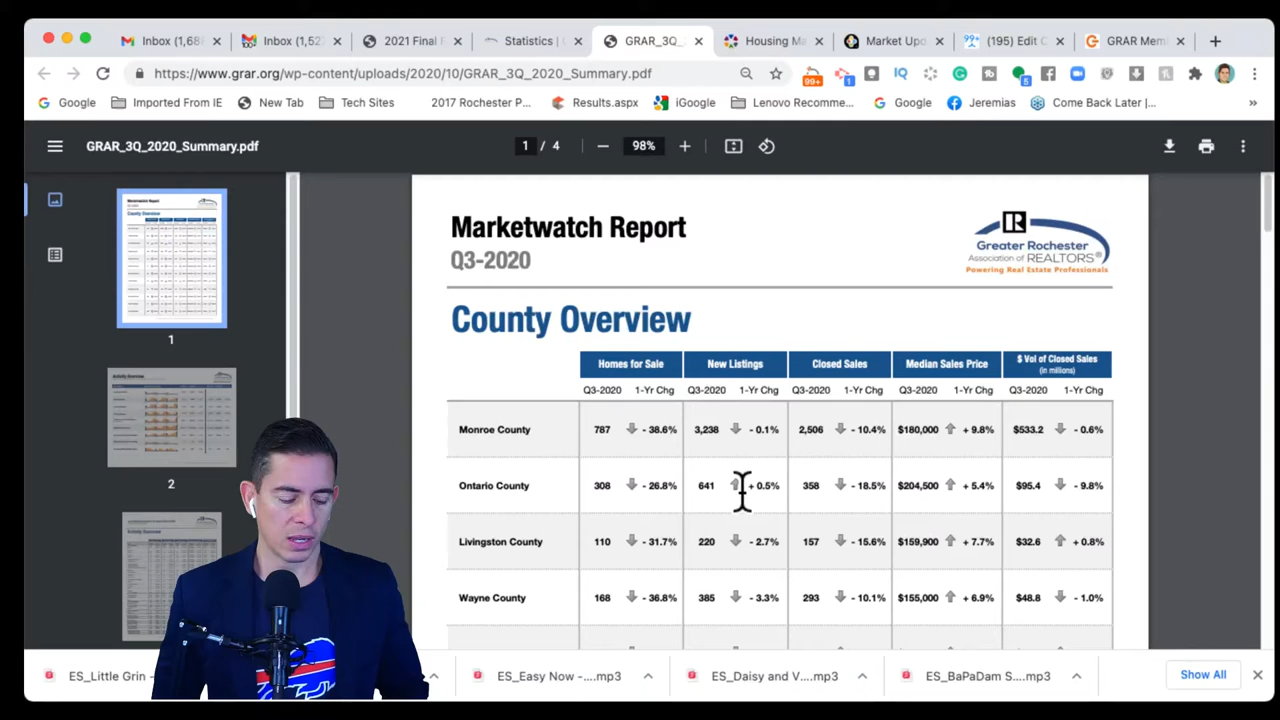 Inbox (1,68
Inbox (1,52
2021 Final F
Statistics |
GRAR_3Q_
Housing Ma
Market Upd
(195) Edit C
GRAR Mem
https://www.grar.org/wp-content/uploads/2020/10/GRAR_3Q_2020_Summary.pdf
Google Imported From IE New Tab Tech Sites 2017 Rochester P... Results.aspx iGoogle Lenovo Recomme... Google Jeremias Come Back Later |...
GRAR_3Q_2020_Summary.pdf 1 / 4 98%
Marketwatch Report
Q3-2020
Greater Rochester
Association of REALTORS®
Powering Real Estate Professionals
County Overview
Homes for Sale New Listings Closed Sales Median Sales Price $ Vol of Closed Sales
(in millions)
Q3-2020 1-Yr Chg Q3-2020 1-Yr Chg Q3-2020 1-Yr Chg Q3-2020 1-Yr Chg Q3-2020 1-Yr Chg
Monroe County 787 - 38.6% 3,238 - 0.1% 2,506 - 10.4% $180,000 + 9.8% $533.2 - 0.6%
Ontario County 308 - 26.8% 641 + 0.5% 358 - 18.5% $204,500 + 5.4% $95.4 - 9.8%
Livingston County 110 - 31.7% 220 - 2.7% 157 - 15.6% $159,900 + 7.7% $32.6 + 0.8%
Wayne County 168 - 36.8% 385 - 3.3% 293 - 10.1% $155,000 + 6.9% $48.8 - 1.0%
Marketwatch Report
County Overview
1
2
ES_Little Grin - ES_Easy Now -....mp3 ES_Daisy and V....mp3 ES_BaPaDam S....mp3 Show All